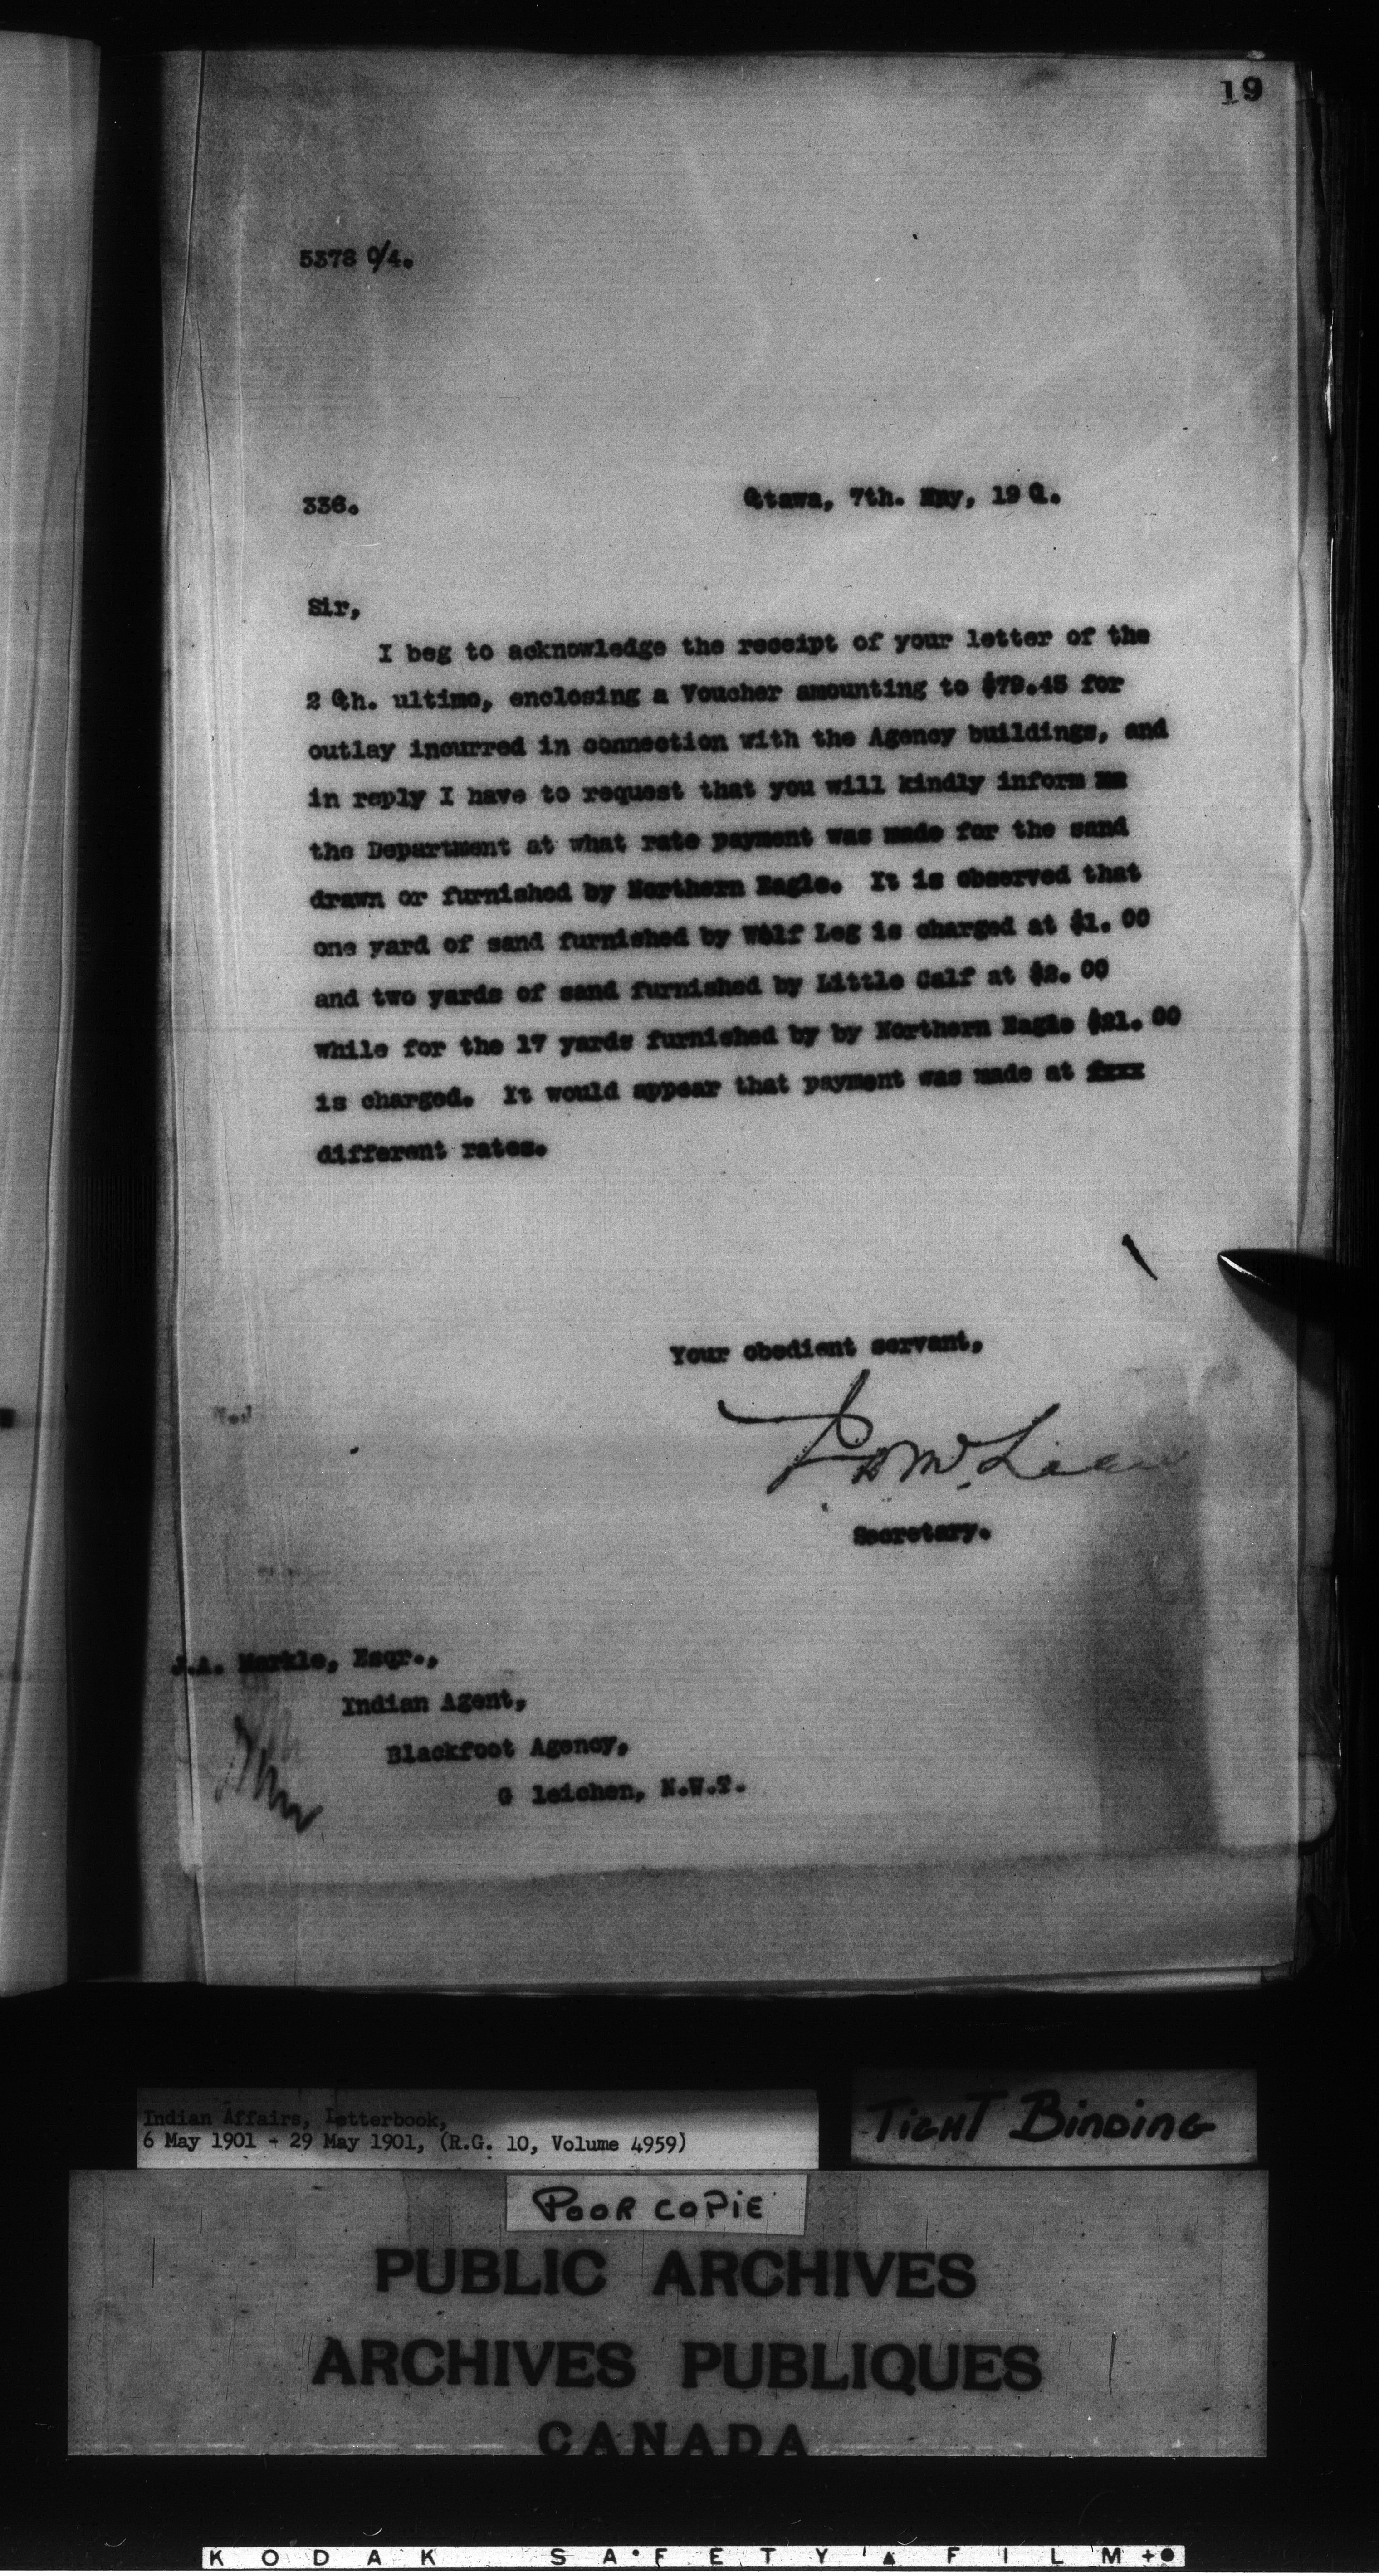 19
5378 0/4.
336.
Ottawa, 7th. May, 19 0.
Sir,
I beg to acknowledge the receipt of your letter of the
2 th. ultimo, enclosing a Voucher amounting to $79.45 for
outlay incurred in connection with the Agency buildings, and
in reply I have to request that you will kindly inform
the Department at what rate payment was made for the sand
drawn or furnished by Northern Eagle. It is observed that
one yard of sand furnished by Wolf Leg is charged at $1.00
and two yards of sand furnished by Little Calf at $2.00
while for the 17 yards furnished by by Northern Eagle $21.00
is charged. It would appear that payment was made at fxxx
different rates.
Your obedient servant,
J D McLean
Secretary.
J.A. Markle, Esqr.,
Indian Agent,
Blackfoot Agency,
G leichen, N.W.T.
Indian Affairs, Letterbook,
6 May 1901 - 29 May 1901, (R.G. 10, Volume 4959)
TIGHT BINDING
POOR COPIE
PUBLIC ARCHIVES
ARCHIVES PUBLIQUES
CANADA
KODAK SAFETY FILM